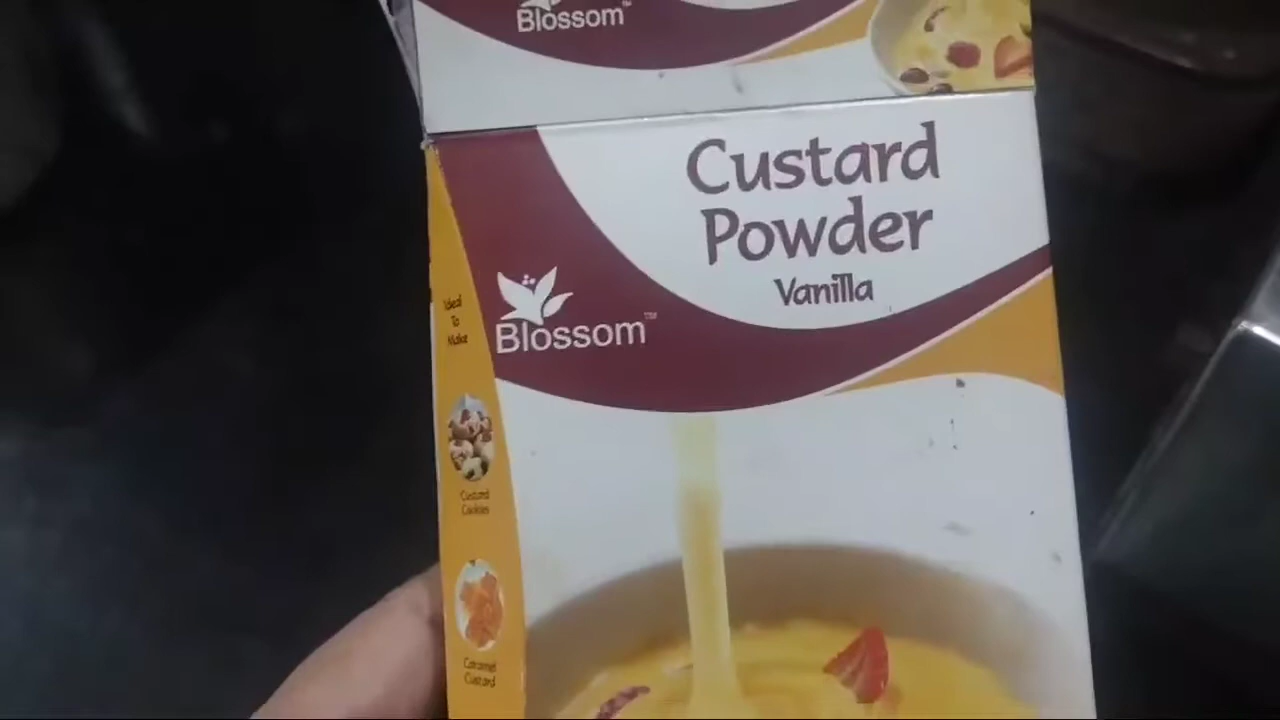 Blossom™
Custard
Powder
Vanilla
Blossom™
Ideal
To
Make
Custard
Cookies
Caramel
Custard